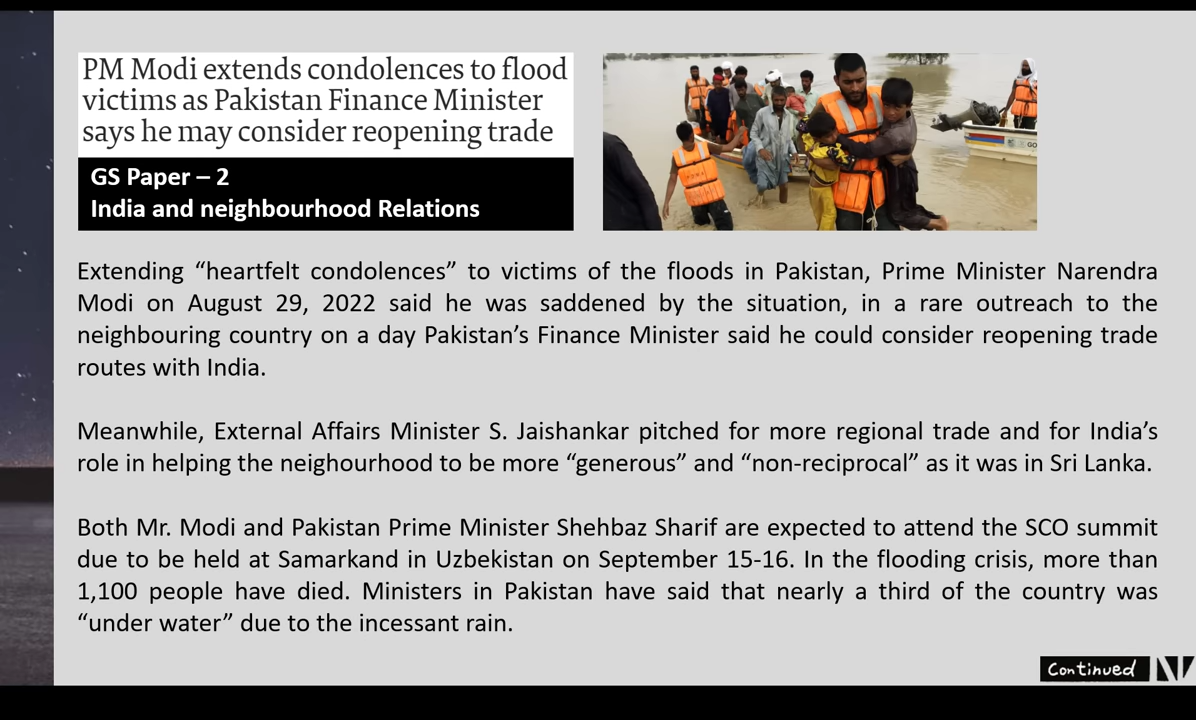 PM Modi extends condolences to flood
victims as Pakistan Finance Minister
says he may consider reopening trade
GS Paper – 2
India and neighbourhood Relations
Extending “heartfelt condolences” to victims of the floods in Pakistan, Prime Minister Narendra
Modi on August 29, 2022 said he was saddened by the situation, in a rare outreach to the
neighbouring country on a day Pakistan’s Finance Minister said he could consider reopening trade
routes with India.
Meanwhile, External Affairs Minister S. Jaishankar pitched for more regional trade and for India’s
role in helping the neighourhood to be more “generous” and “non-reciprocal” as it was in Sri Lanka.
Both Mr. Modi and Pakistan Prime Minister Shehbaz Sharif are expected to attend the SCO summit
due to be held at Samarkand in Uzbekistan on September 15-16. In the flooding crisis, more than
1,100 people have died. Ministers in Pakistan have said that nearly a third of the country was
“under water” due to the incessant rain.
Continued